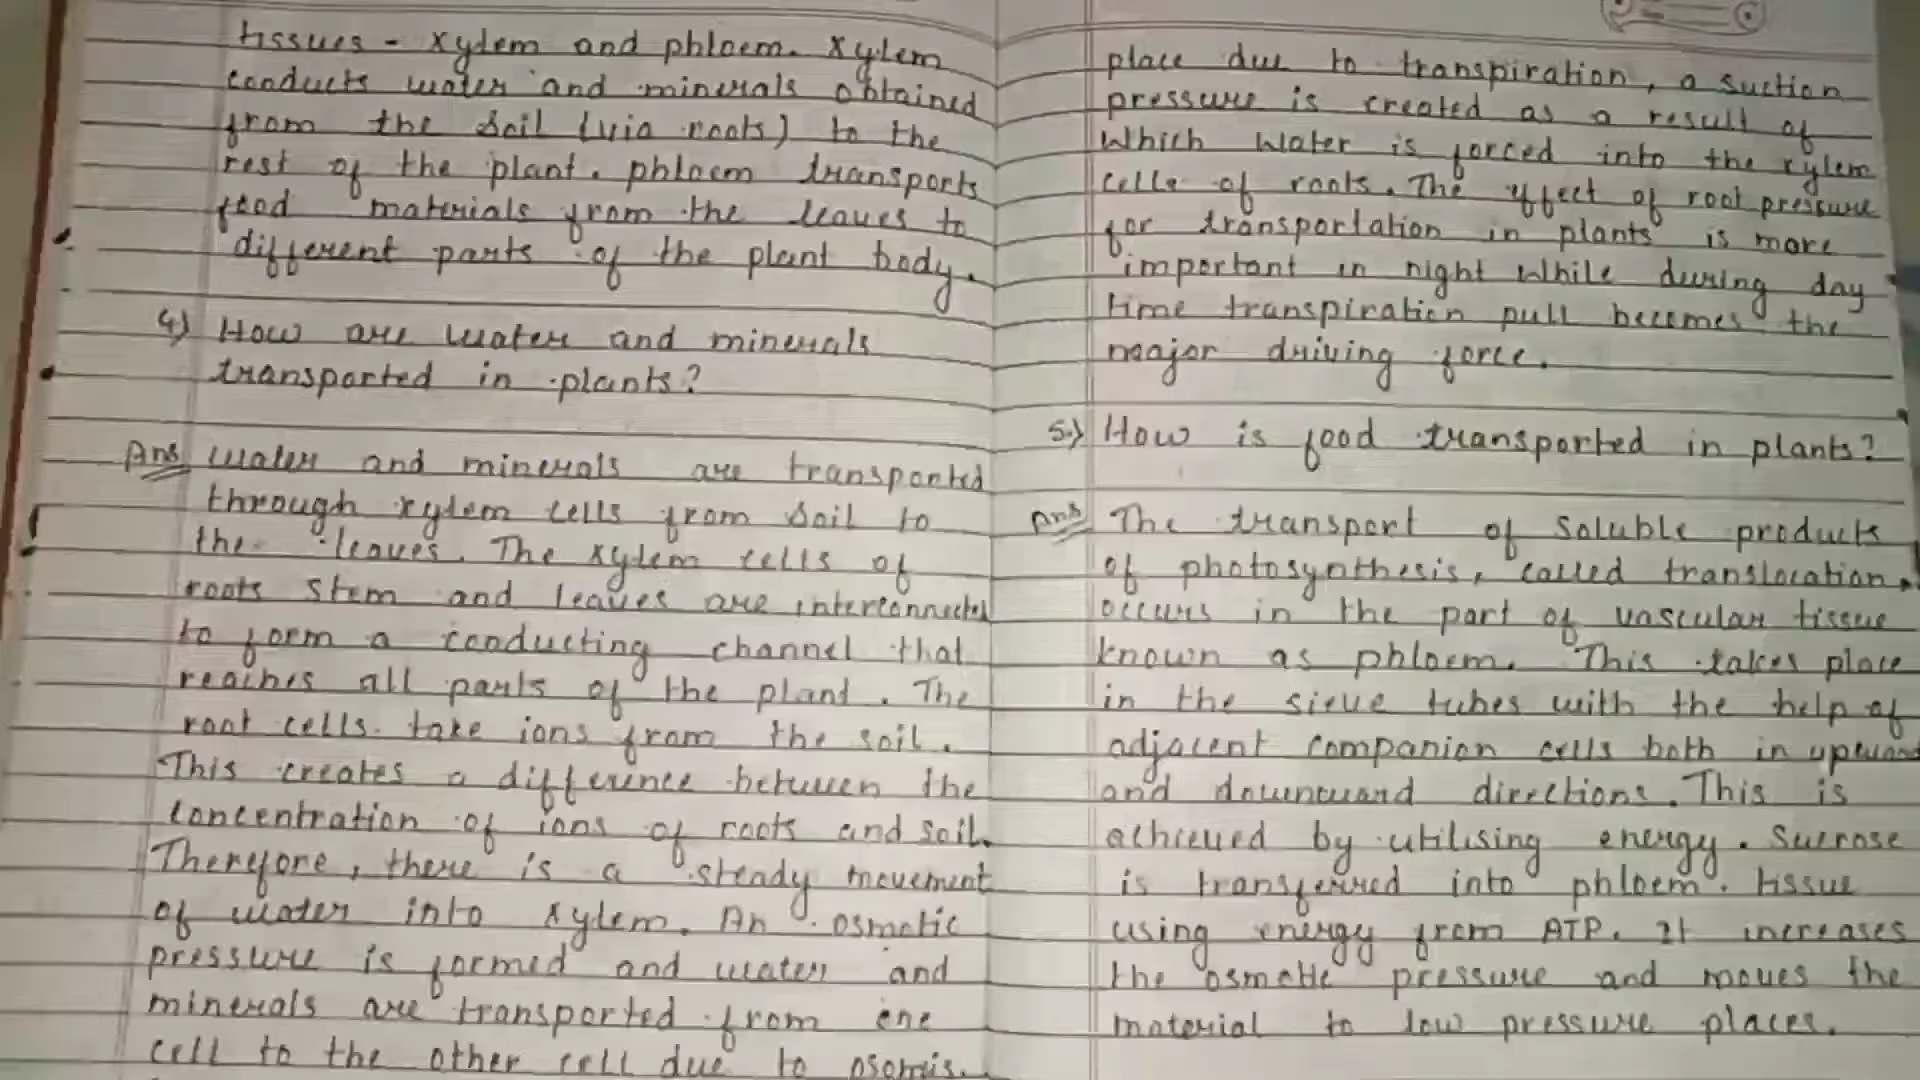 tissues - xylem and phloem. Xylem
conducts water and minerals obtained
from the soil (via roots) to the
rest of the plant. phloem transports
food materials from the leaves to
different parts of the plant body.
4) How are water and minerals
transported in plants?
Ans water and minerals are transported
through xylem cells from soil to
the leaves. The xylem cells of
roots stem and leaves are interconnected
to form a conducting channel that
reaches all parts of the plant. The
root cells take ions from the soil.
This creates a difference between the
concentration of ions of roots and soil.
Therefore, there is a steady movement
of water into xylem. An osmotic
pressure is formed and water and
minerals are transported from one
cell to the other cell due to osomis.
place due to transpiration, a suction
pressure is created as a result of
which water is forced into the xylem
cells of roots. The effect of root pressure
for transportation in plants is more
important in night while during day
time transpiration pull becomes the
major driving force.
5.) How is food transported in plants?
Ans The transport of soluble products
of photosynthesis, called translocation,
occurs in the part of vascular tissue
known as phloem. This takes place
in the sieve tubes with the help of
adjacent companion cells both in upward
and downward directions. This is
achieved by utilising energy. Sucrose
is transferred into phloem. tissue
using energy from ATP. It increases
the osmotic pressure and moves the
material to low pressure places.